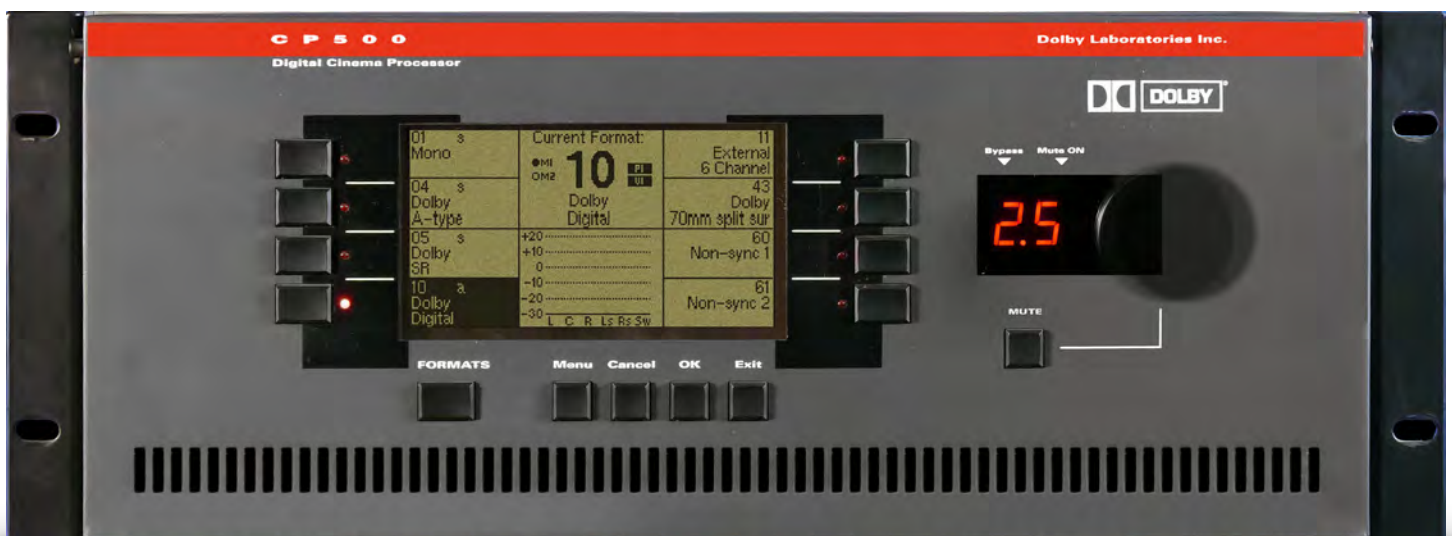 CP500
Dolby Laboratories Inc.
Digital Cinema Processor
DOLBY
01 s
Mono
04 s
Dolby
A-type
05 s
Dolby
SR
10 a
Dolby
Digital
Current Format:
●M1
OM2
10
P1
V1
Dolby
Digital
+20
+10
0
-10
-20
-30
L C R Ls Rs Sw
11
External
6 Channel
43
Dolby
70mm split sur
60
Non-sync 1
61
Non-sync 2
Bypass Mute ON
2.5
MUTE
FORMATS
Menu Cancel OK Exit